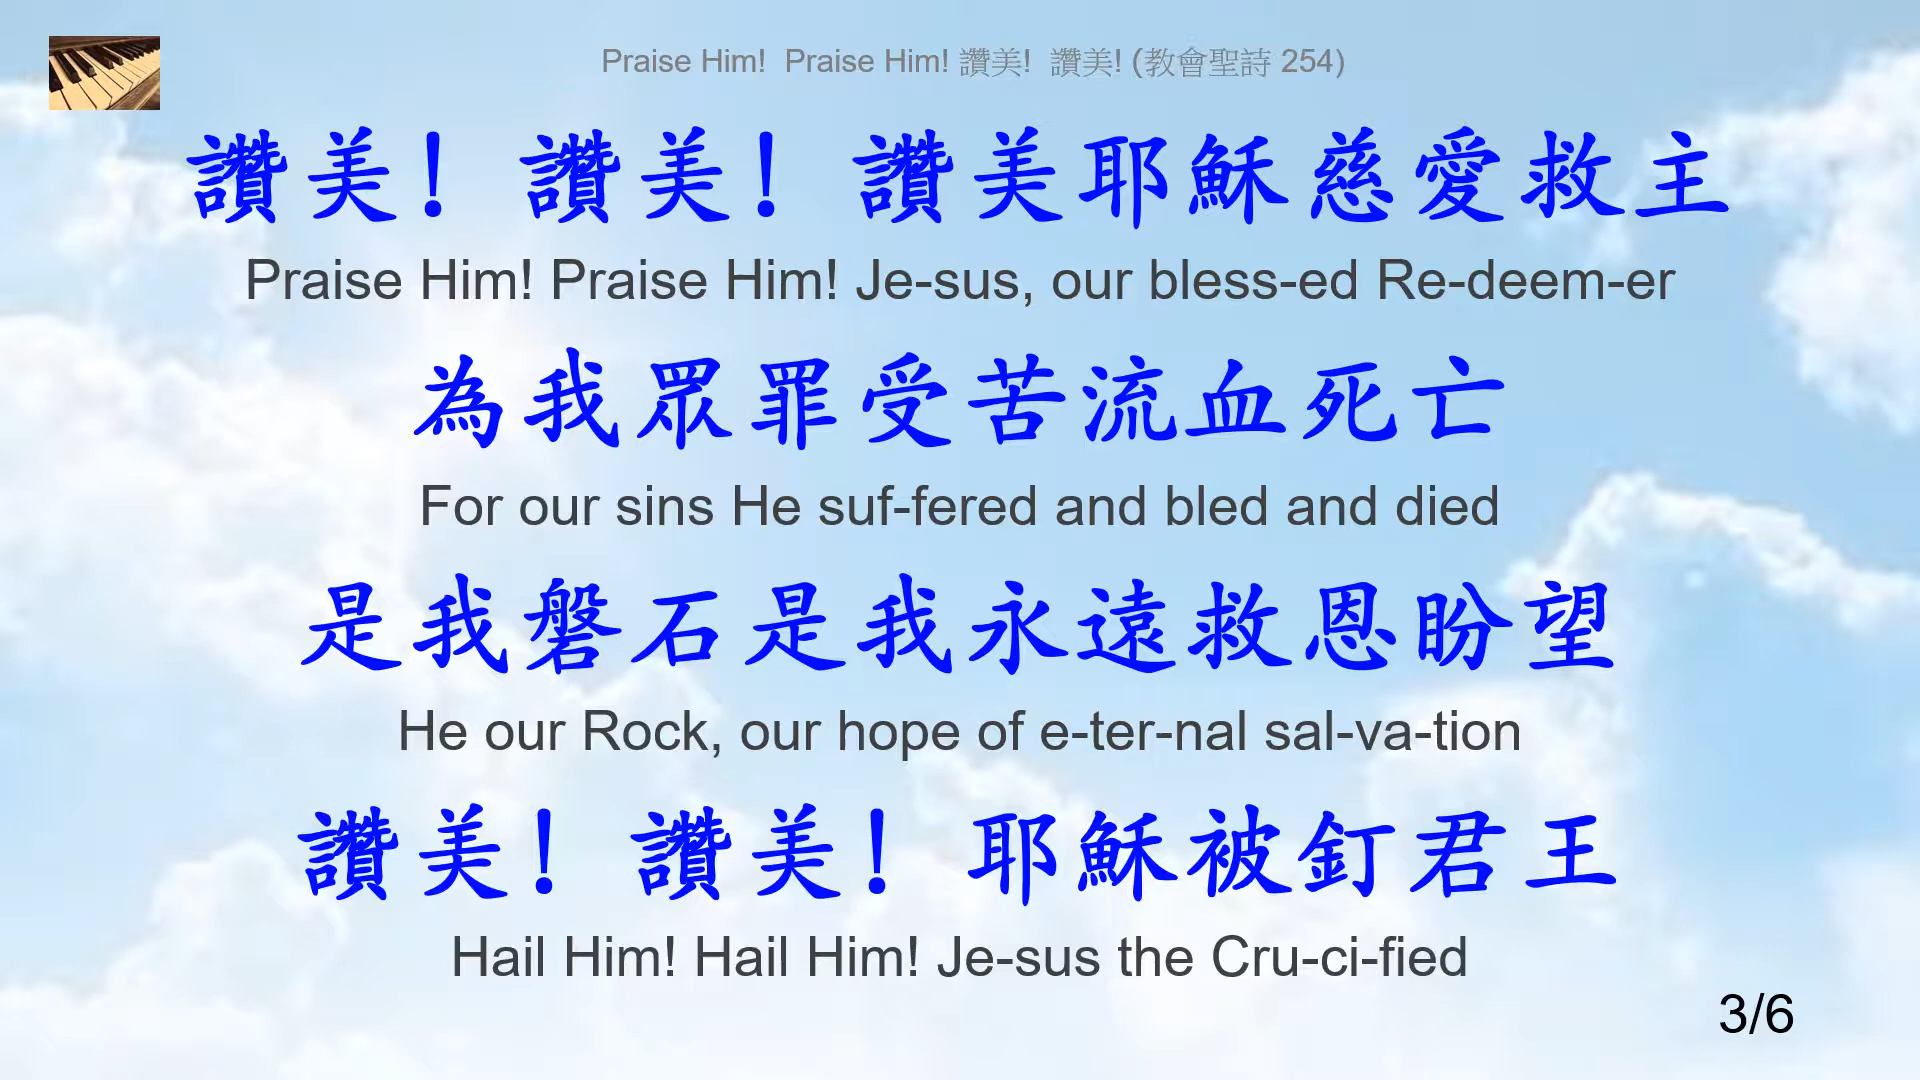 Praise Him!  Praise Him! 讚美!  讚美! (教會聖詩 254)
讚美! 讚美! 讚美耶穌慈愛救主
Praise Him! Praise Him! Je-sus, our bless-ed Re-deem-er
為我眾罪受苦流血死亡
For our sins He suf-fered and bled and died
是我磐石是我永遠救恩盼望
He our Rock, our hope of e-ter-nal sal-va-tion
讚美! 讚美! 耶穌被釘君王
Hail Him! Hail Him! Je-sus the Cru-ci-fied
3/6